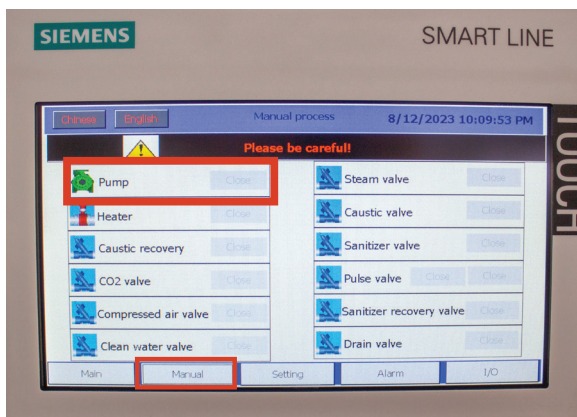 SIEMENS
SMART LINE
TOUCH
Chinese English Manual process 8/12/2023 10:09:53 PM
Please be careful!
Pump Close
Heater Close
Caustic recovery Close
CO2 valve Close
Compressed air valve Close
Clean water valve Close
Steam valve Close
Caustic valve Close
Sanitizer valve Close
Pulse valve Close Close
Sanitizer recovery valve Close
Drain valve Close
Main Manual Setting Alarm I/O